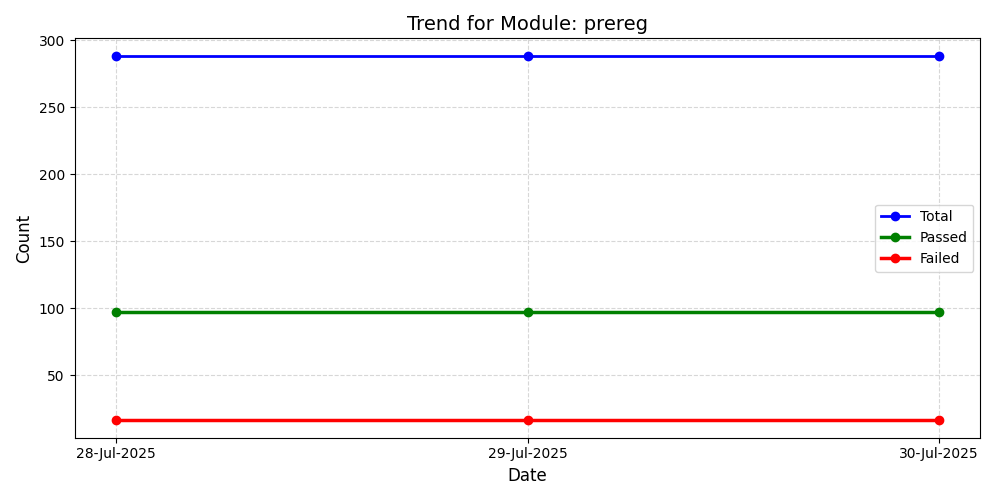 Trend for Module: prereg
300
250
200
150
100
50
Count
Total
Passed
Failed
28-Jul-2025
29-Jul-2025
30-Jul-2025
Date